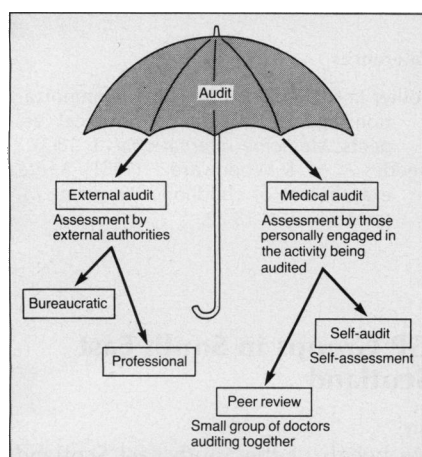 Audit
External audit
Assessment by
external authorities
Bureaucratic
Professional
Medical audit
Assessment by those
personally engaged in
the activity being
audited
Self-audit
Self-assessment
Peer review
Small group of doctors
auditing together